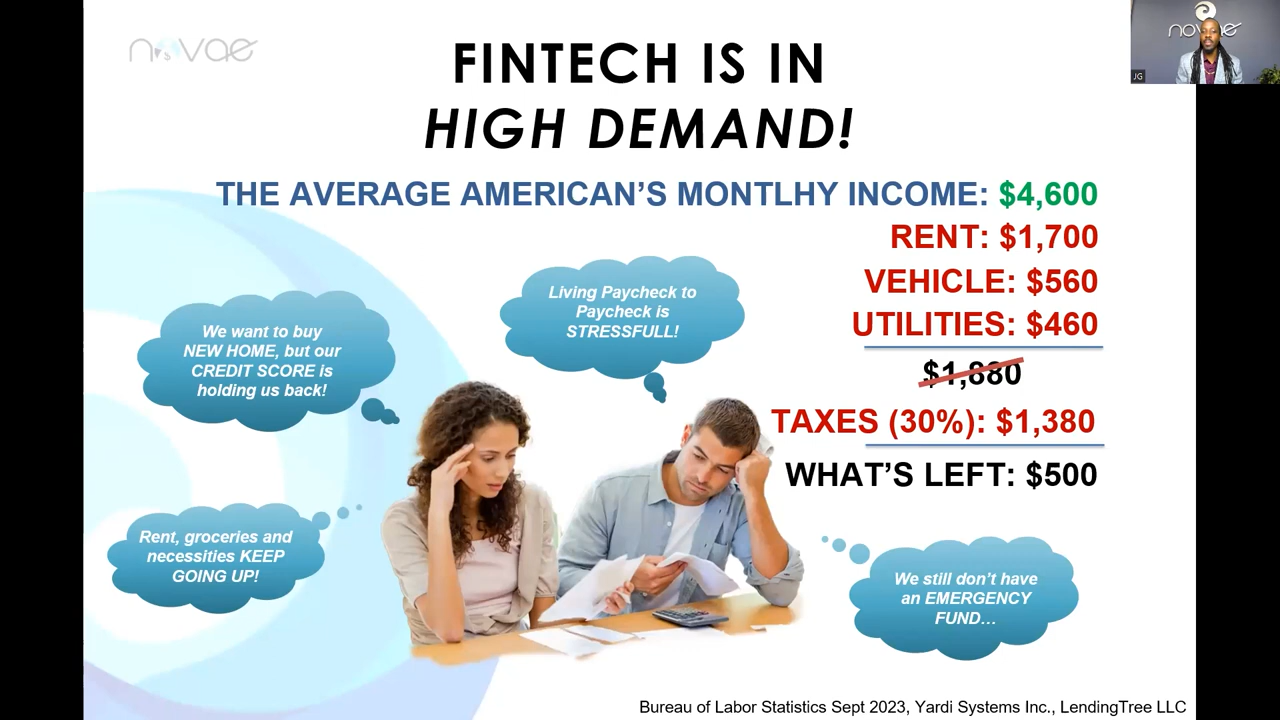 novae
FINTECH IS IN
HIGH DEMAND!
novae
JG
THE AVERAGE AMERICAN'S MONTLHY INCOME: $4,600
RENT: $1,700
VEHICLE: $560
UTILITIES: $460
$1,880
TAXES (30%): $1,380
WHAT'S LEFT: $500
We want to buy
NEW HOME, but our
CREDIT SCORE is
holding us back!
Living Paycheck to
Paycheck is
STRESSFULL!
Rent, groceries and
necessities KEEP
GOING UP!
We still don't have
an EMERGENCY
FUND...
Bureau of Labor Statistics Sept 2023, Yardi Systems Inc., LendingTree LLC